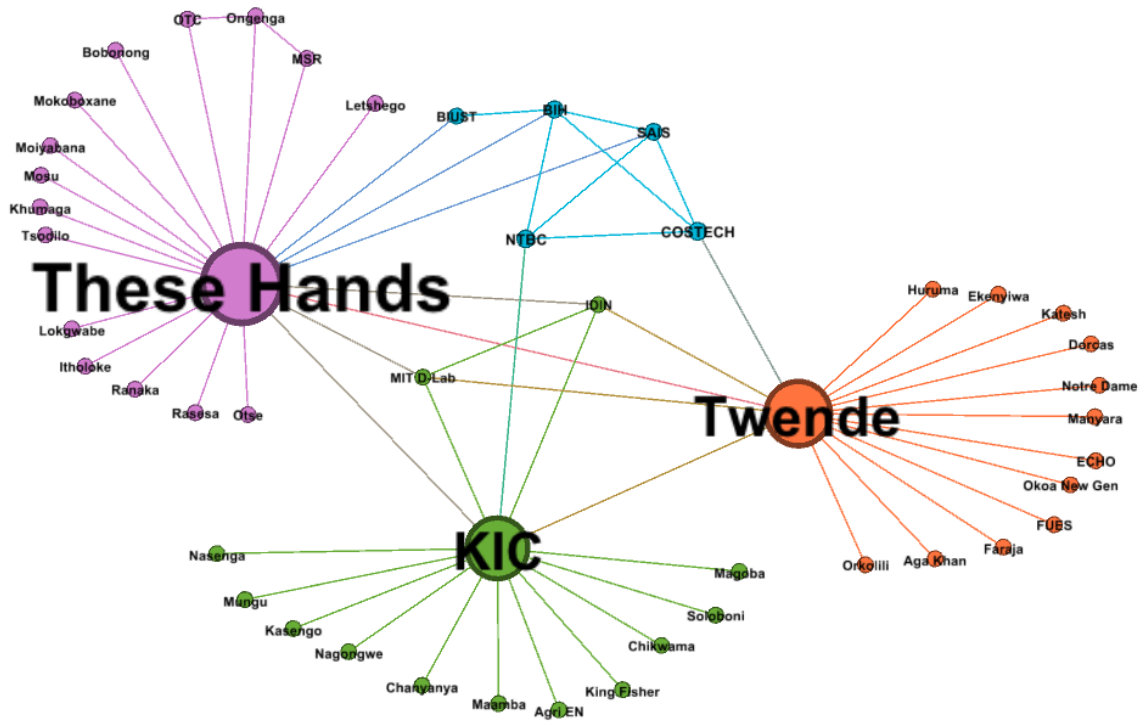 OTC
Ongenga
Bobonong
MSR
Mokoboxane
Letshego
Moiyabana
Mosu
Khumaga
Tsodilo
These Hands
Lokgwabe
Itholoke
Ranaka
Rasesa
Otse
BIUST
BIH
SAIS
NTBC
COSTECH
IDIN
MIT D-Lab
Twende
Huruma
Ekenyiwa
Katesh
Dorcas
Notre Dame
Manyara
ECHO
Okoa New Gen
FUES
Faraja
Aga Khan
Orkolili
KIC
Nasenga
Mungu
Kasengo
Nagongwe
Chanyanya
Maamba
Agri EN
King Fisher
Chikwama
Soloboni
Magoba